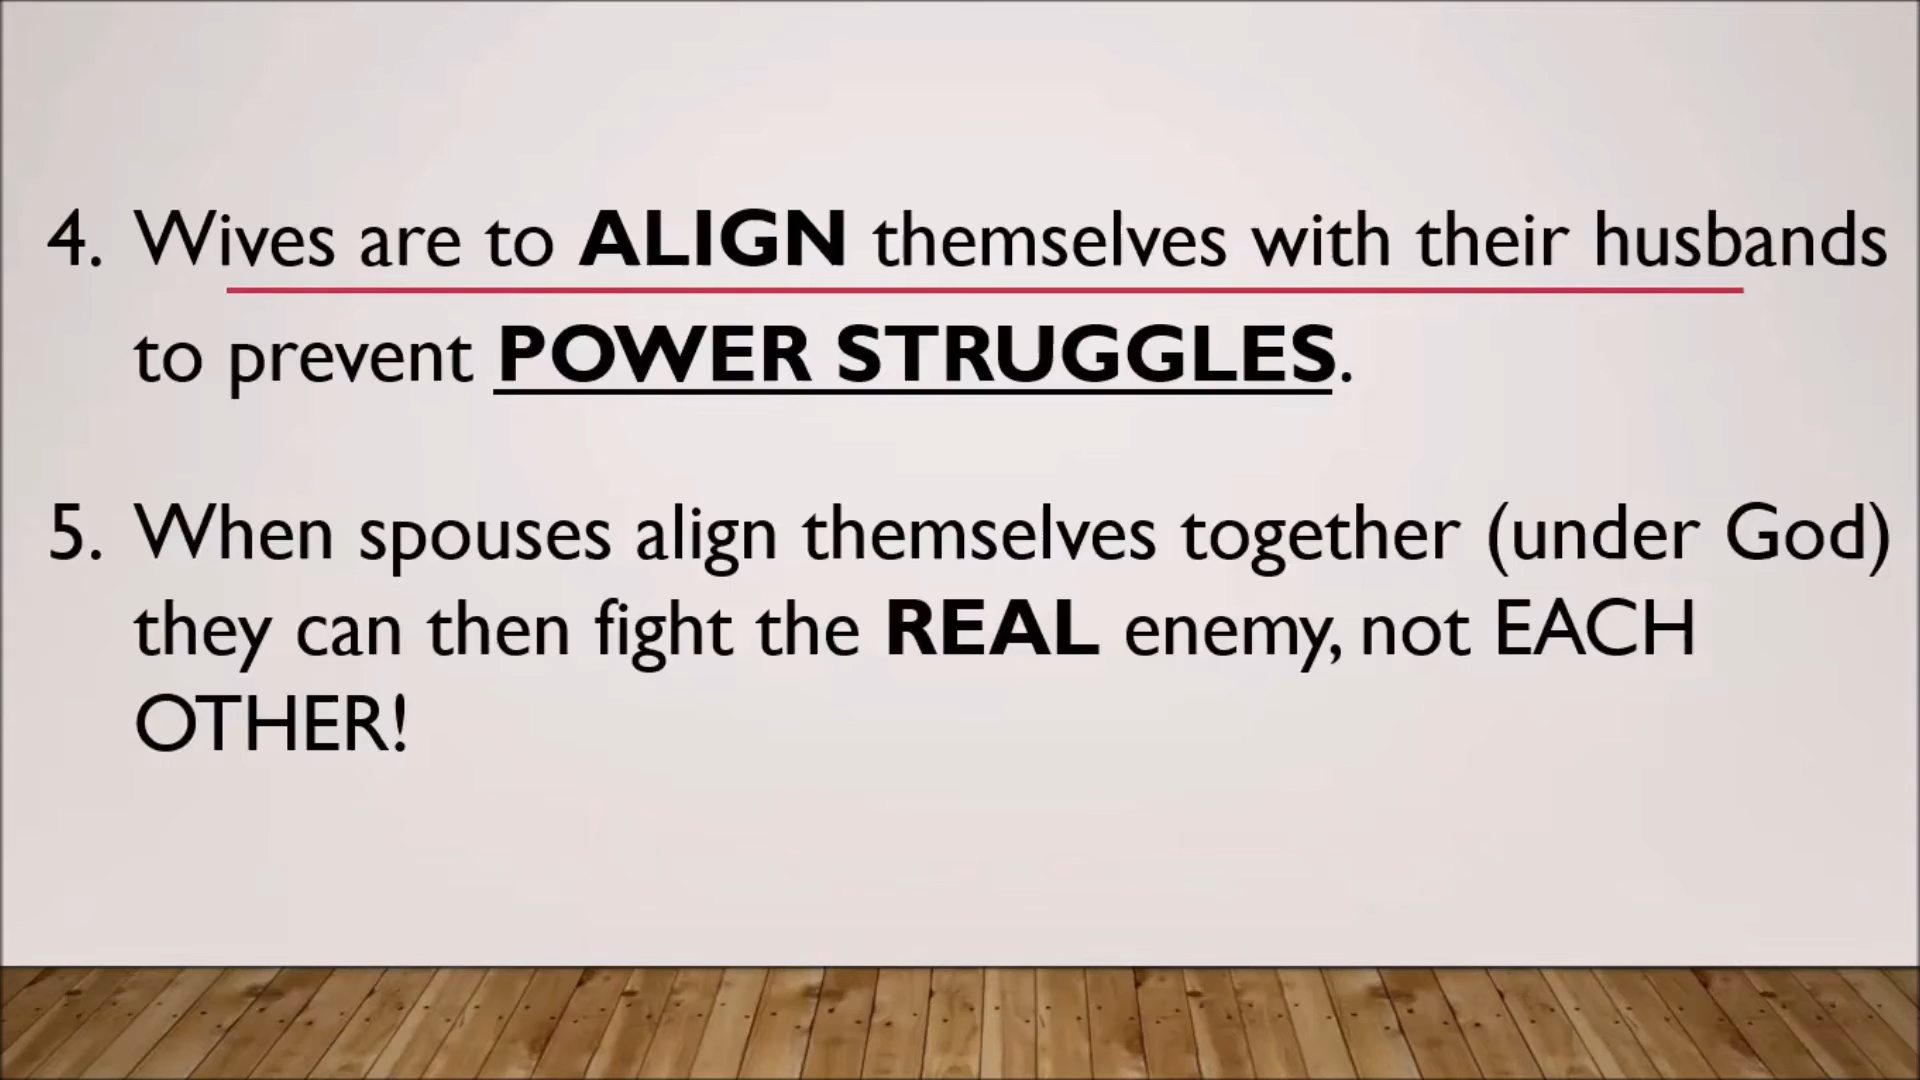 4. Wives are to ALIGN themselves with their husbands
to prevent POWER STRUGGLES.
5. When spouses align themselves together (under God)
they can then fight the REAL enemy, not EACH
OTHER!